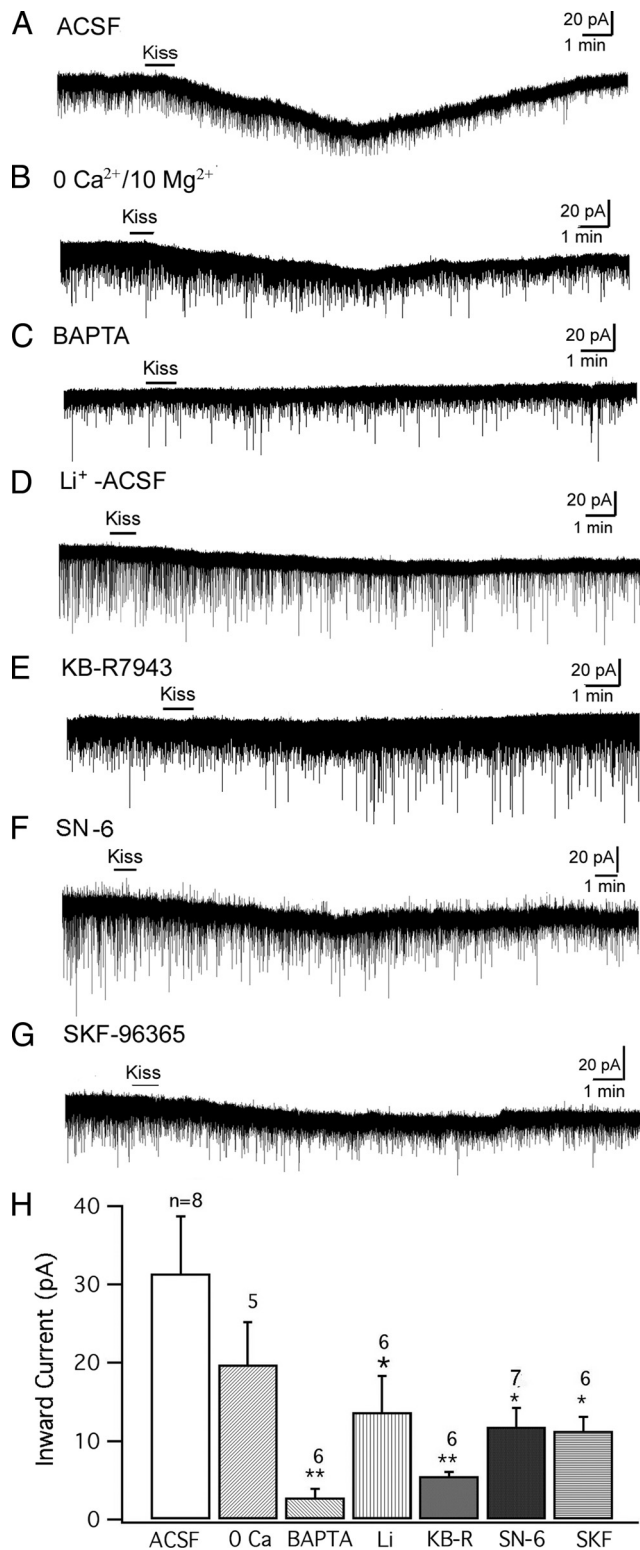 A ACSF
20 pA
1 min
Kiss
B 0 Ca²⁺/10 Mg²⁺
20 pA
1 min
Kiss
C BAPTA
20 pA
1 min
Kiss
D Li⁺ -ACSF
20 pA
1 min
Kiss
E KB-R7943
20 pA
1 min
Kiss
F SN-6
20 pA
1 min
Kiss
G SKF-96365
20 pA
1 min
Kiss
H
Inward Current (pA)
40
30
20
10
0
n=8
5
6
**
6
*
6
**
7
*
6
*
ACSF 0 Ca BAPTA Li KB-R SN-6 SKF